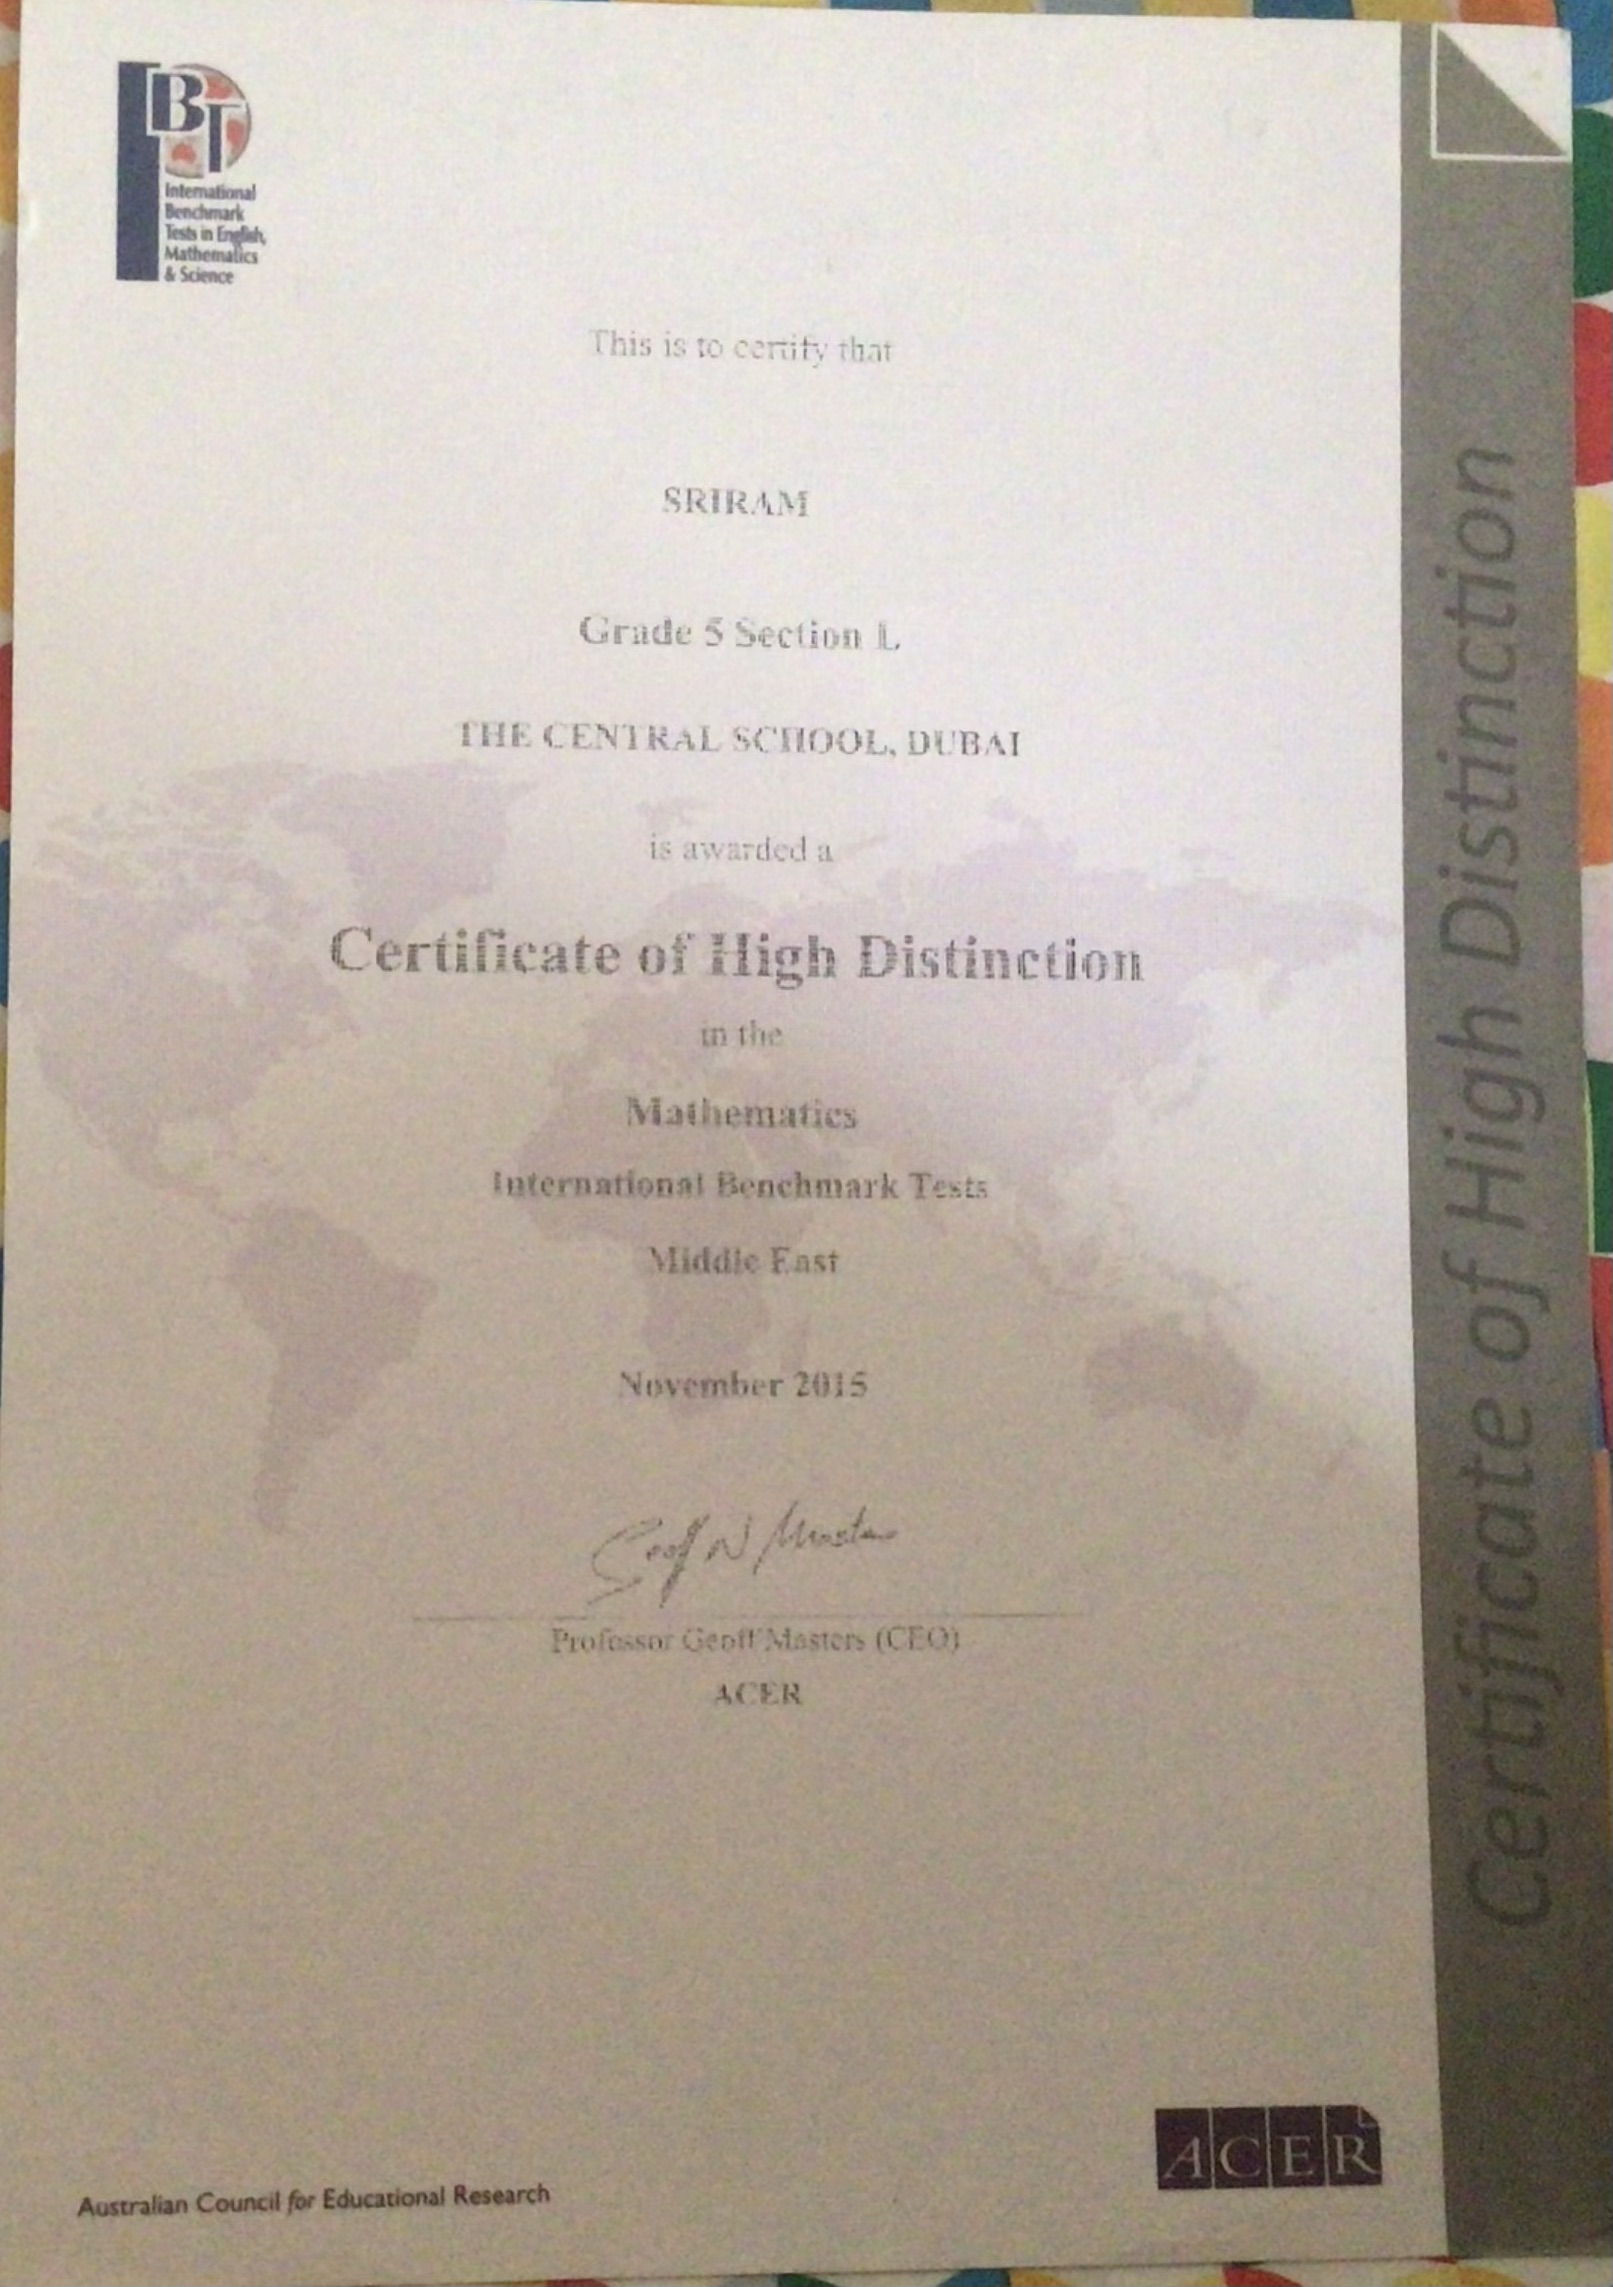 IBT
International
Benchmark
Tests in English,
Mathematics
& Science
This is to certify that
SRIRAM
Grade 5 Section L
THE CENTRAL SCHOOL, DUBAI
is awarded a
Certificate of High Distinction
in the
Mathematics
International Benchmark Tests
Middle East
November 2015
Geoff N Masters
Professor Geoff Masters (CEO)
ACER
Australian Council for Educational Research
ACER
Certificate of High Distinction